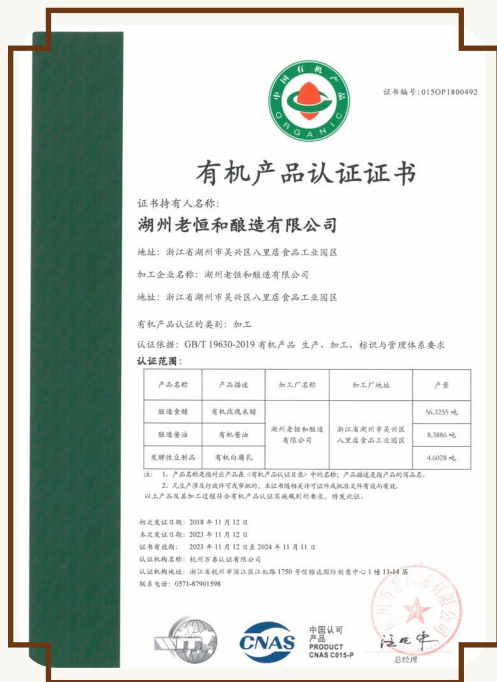 中国有机产品
ORGANIC
证书编号:015OP1800492
有机产品认证证书
证书持有人名称:
湖州老恒和酿造有限公司
地址: 浙江省湖州市吴兴区八里店食品工业园区
加工企业名称: 湖州老恒和酿造有限公司
地址: 浙江省湖州市吴兴区八里店食品工业园区
有机产品认证的类别: 加工
认证依据: GB/T 19630-2019 有机产品 生产、加工、标识与管理体系要求
认证范围:
产品名称 产品描述 加工厂名称 加工厂地址 产量
酿造食醋 有机玫瑰米醋 湖州老恒和酿造有限公司 浙江省湖州市吴兴区八里店食品工业园区 56.3255 吨
酿造酱油 有机酱油 8.3886 吨
发酵性豆制品 有机白腐乳 4.6028 吨
注: 1、产品名称是指对应产品在《有机产品认证目录》中的名称; 产品描述是指产品的商品名。
2、凡生产涉及行政许可或审批的, 本证书随相关许可证件或批准文件有效而有效。
以上产品及其加工过程符合有机产品认证实施规则的要求, 特发此证。
初次发证日期: 2018 年 11 月 12 日
本次发证日期: 2023 年 11 月 12 日
证书有效期: 2023 年 11 月 12 日至 2024 年 11 月 11 日
认证机构名称: 杭州万泰认证有限公司
认证机构地址: 浙江省杭州市滨江区江虹路 1750 号信雅达国际创意中心 1 幢 13-14 层
联系电话: 0571-87901598
CNAS
中国认可
产品
PRODUCT
CNAS C015-P
总经理